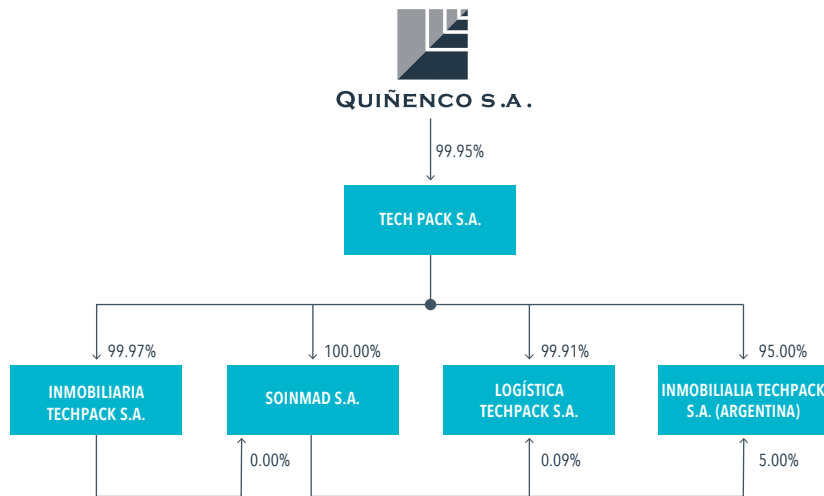 QUIÑENCO S.A.
99.95%
TECH PACK S.A.
99.97%
100.00%
99.91%
95.00%
INMOBILIARIA
TECHPACK S.A.
SOINMAD S.A.
LOGÍSTICA
TECHPACK S.A.
INMOBILIALIA TECHPACK
S.A. (ARGENTINA)
0.00%
0.09%
5.00%